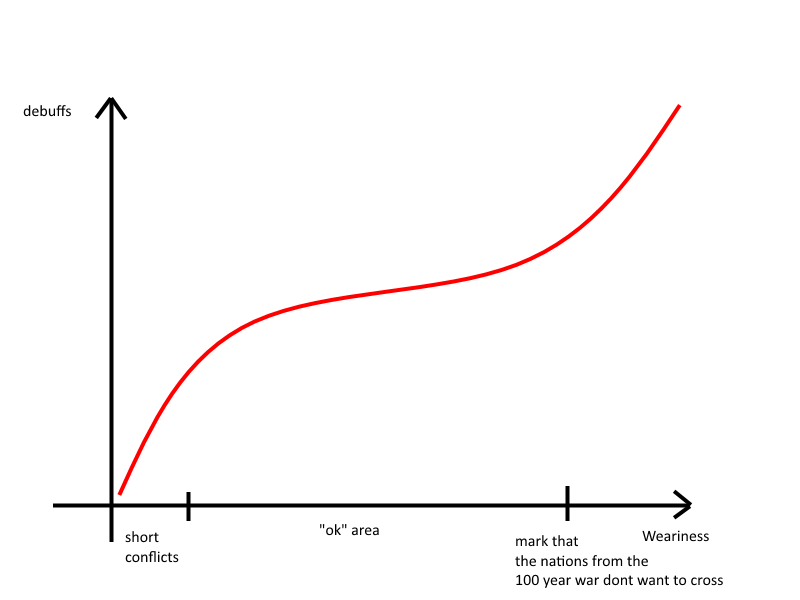 debuffs
short
conflicts
"ok" area
mark that
the nations from the
100 year war dont want to cross
Weariness